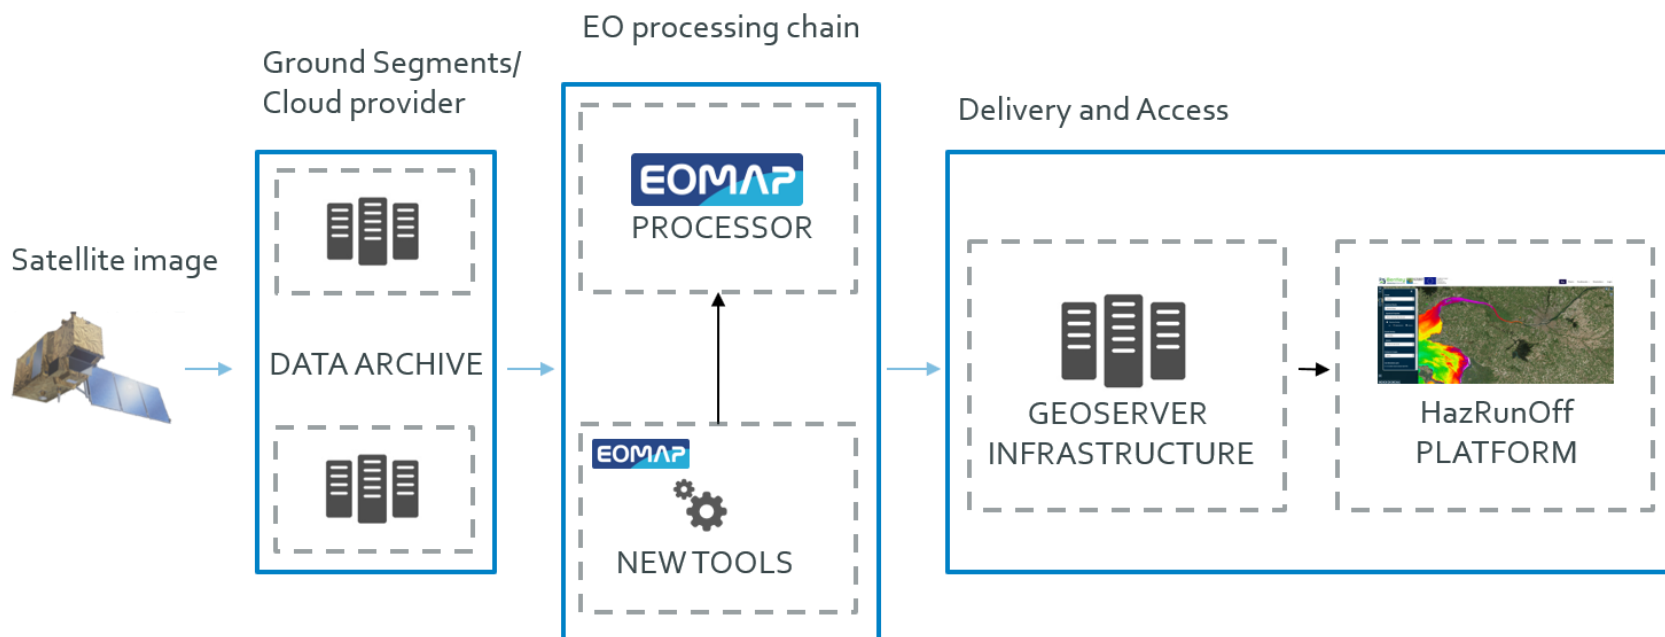 EO processing chain
Ground Segments/
Cloud provider
Delivery and Access
Satellite image
DATA ARCHIVE
EOMAP
PROCESSOR
EOMAP
NEW TOOLS
GEOSERVER
INFRASTRUCTURE
HazRunOff
PLATFORM